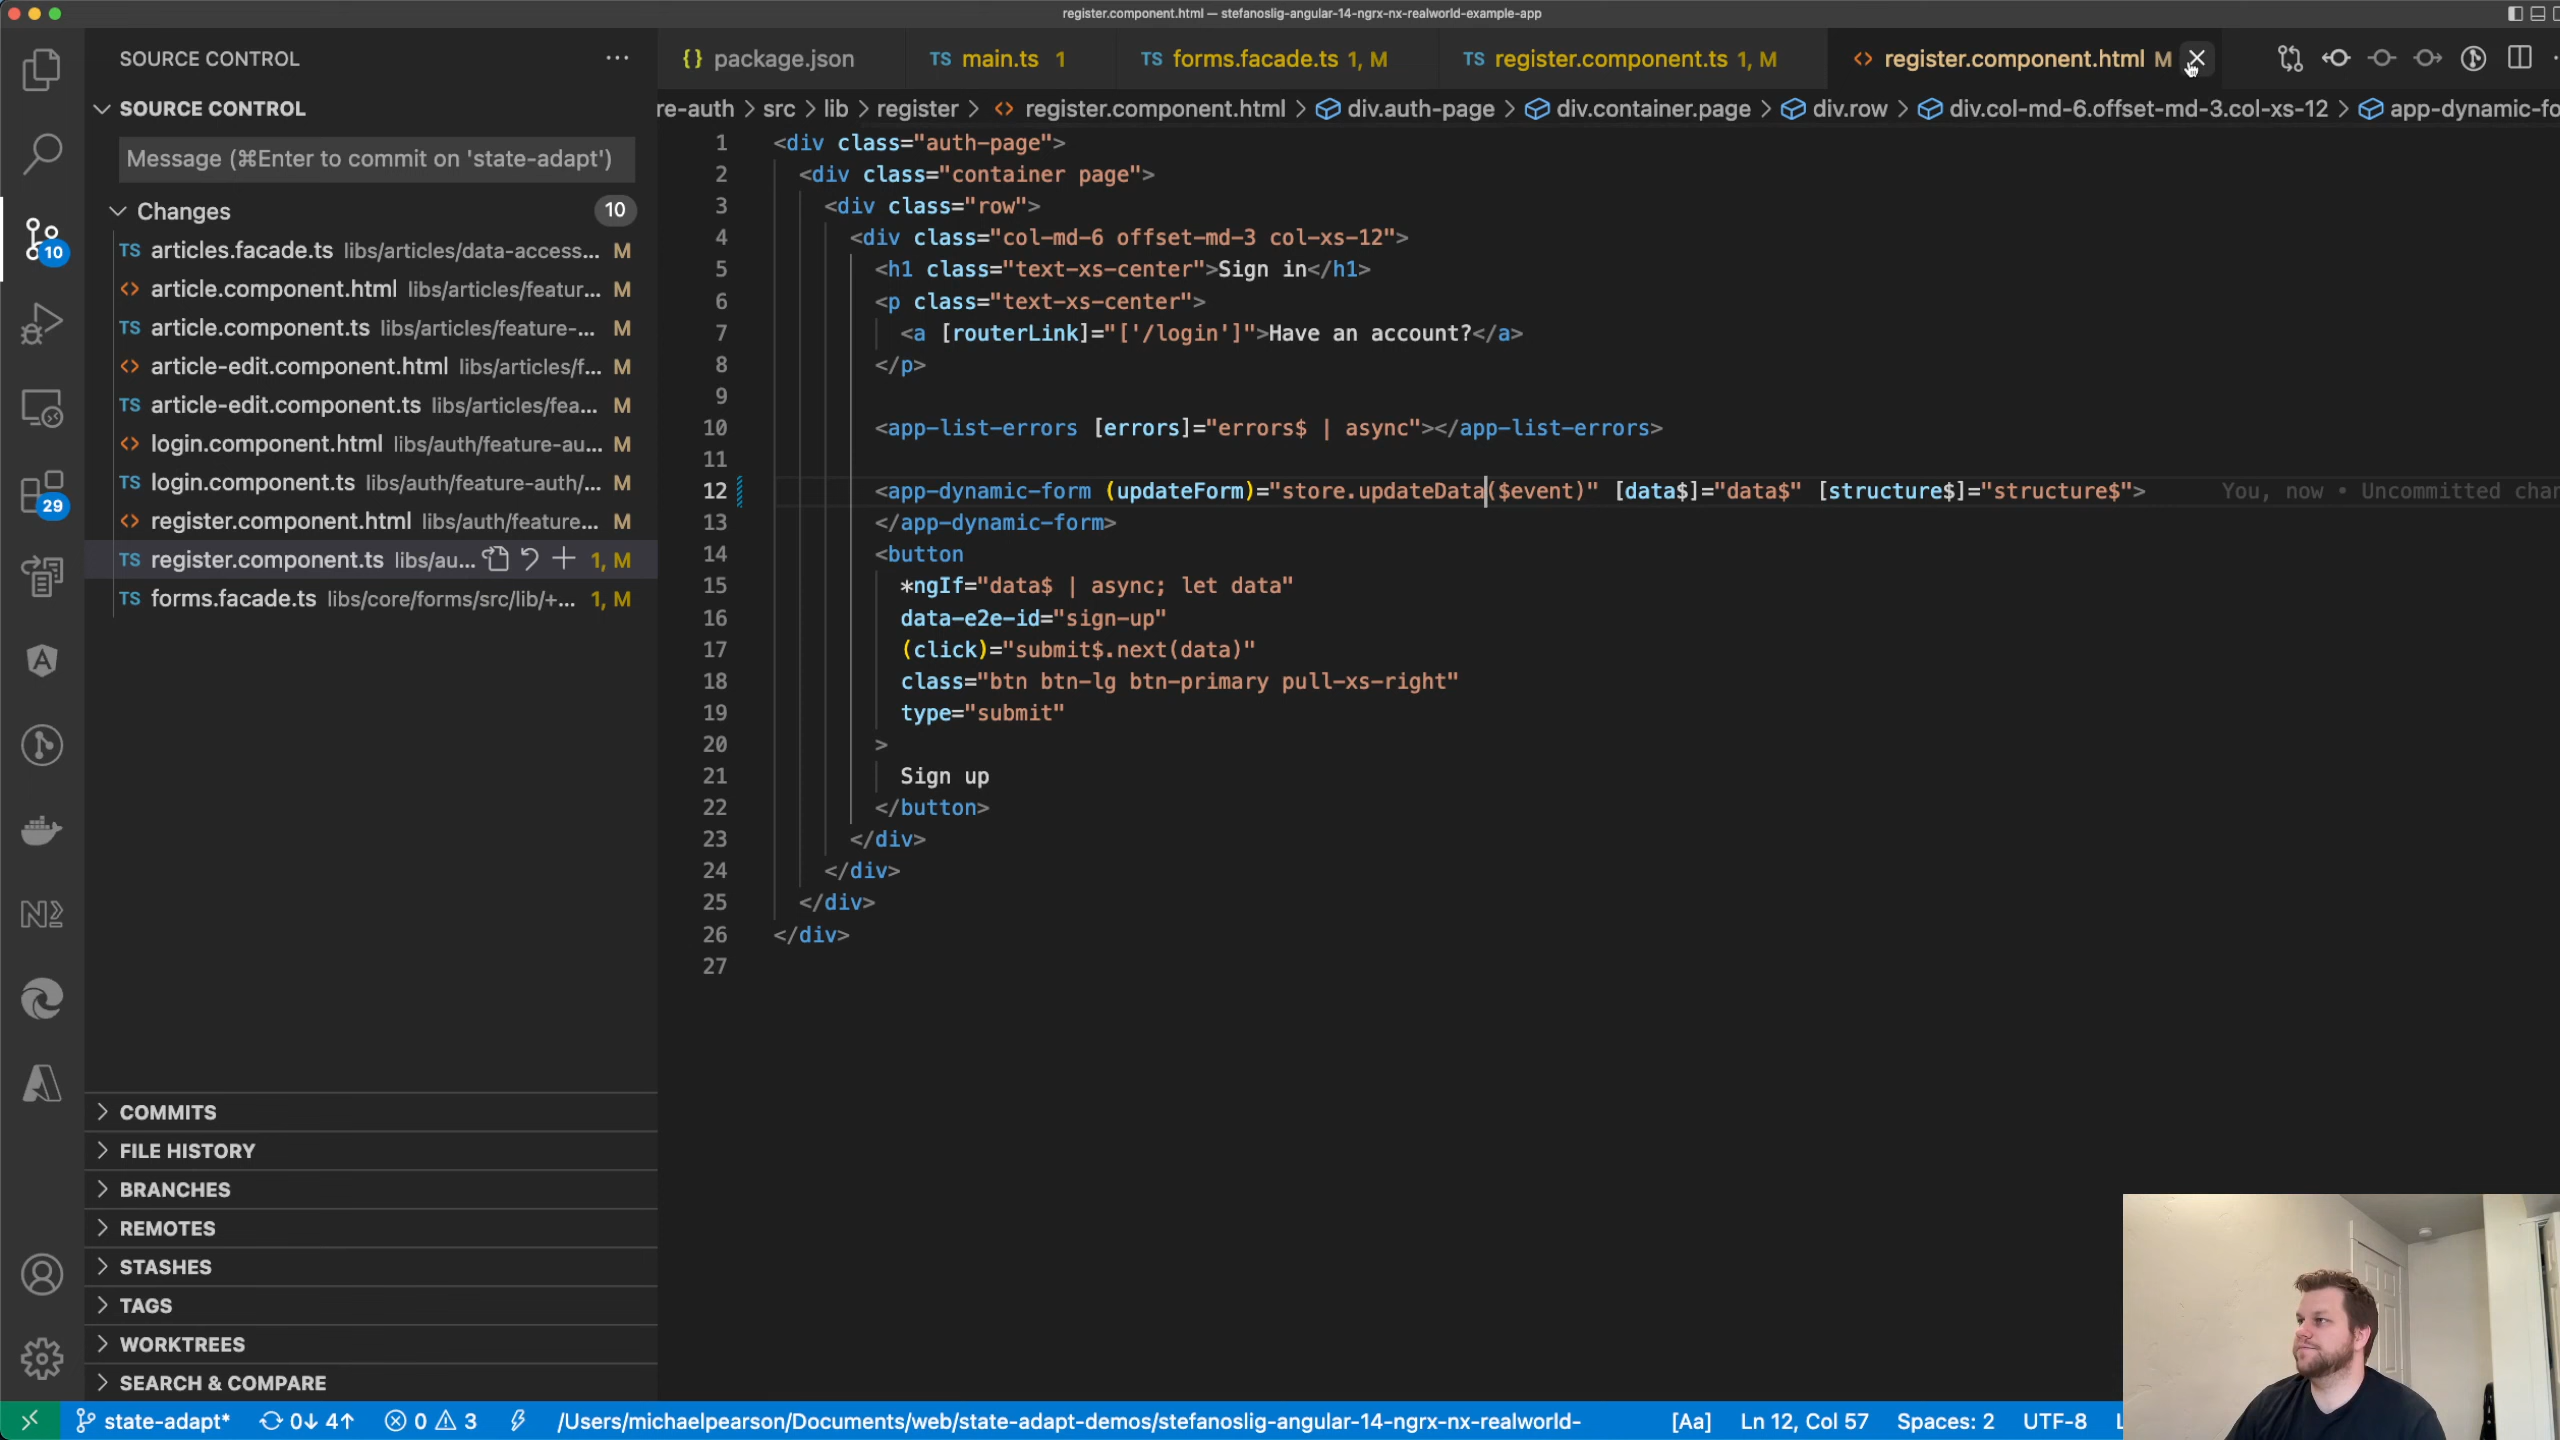 register.component.html — stefanoslig-angular-14-ngrx-nx-realworld-example-app
SOURCE CONTROL
SOURCE CONTROL
Message (⌘Enter to commit on 'state-adapt')
Changes 10
TS articles.facade.ts libs/articles/data-access... M
<> article.component.html libs/articles/featur... M
TS article.component.ts libs/articles/feature-... M
<> article-edit.component.html libs/articles/f... M
TS article-edit.component.ts libs/articles/fea... M
<> login.component.html libs/auth/feature-au... M
TS login.component.ts libs/auth/feature-auth/... M
<> register.component.html libs/auth/feature... M
TS register.component.ts libs/au... 1, M
TS forms.facade.ts libs/core/forms/src/lib/+... 1, M
10
29
COMMITS
FILE HISTORY
BRANCHES
REMOTES
STASHES
TAGS
WORKTREES
SEARCH & COMPARE
{} package.json
TS main.ts 1
TS forms.facade.ts 1, M
TS register.component.ts 1, M
<> register.component.html M
re-auth > src > lib > register > <> register.component.html > div.auth-page > div.container.page > div.row > div.col-md-6.offset-md-3.col-xs-12 > app-dynamic-fo
1 <div class="auth-page">
2 <div class="container page">
3 <div class="row">
4 <div class="col-md-6 offset-md-3 col-xs-12">
5 <h1 class="text-xs-center">Sign in</h1>
6 <p class="text-xs-center">
7 <a [routerLink]="['/login']">Have an account?</a>
8 </p>
9
10 <app-list-errors [errors]="errors$ | async"></app-list-errors>
11
12 <app-dynamic-form (updateForm)="store.updateData($event)" [data$]="data$" [structure$]="structure$"> You, now • Uncommitted chan
13 </app-dynamic-form>
14 <button
15 *ngIf="data$ | async; let data"
16 data-e2e-id="sign-up"
17 (click)="submit$.next(data)"
18 class="btn btn-lg btn-primary pull-xs-right"
19 type="submit"
20 >
21 Sign up
22 </button>
23 </div>
24 </div>
25 </div>
26 </div>
27
state-adapt* 0↓ 4↑ 0 3 /Users/michaelpearson/Documents/web/state-adapt-demos/stefanoslig-angular-14-ngrx-nx-realworld- [Aa] Ln 12, Col 57 Spaces: 2 UTF-8